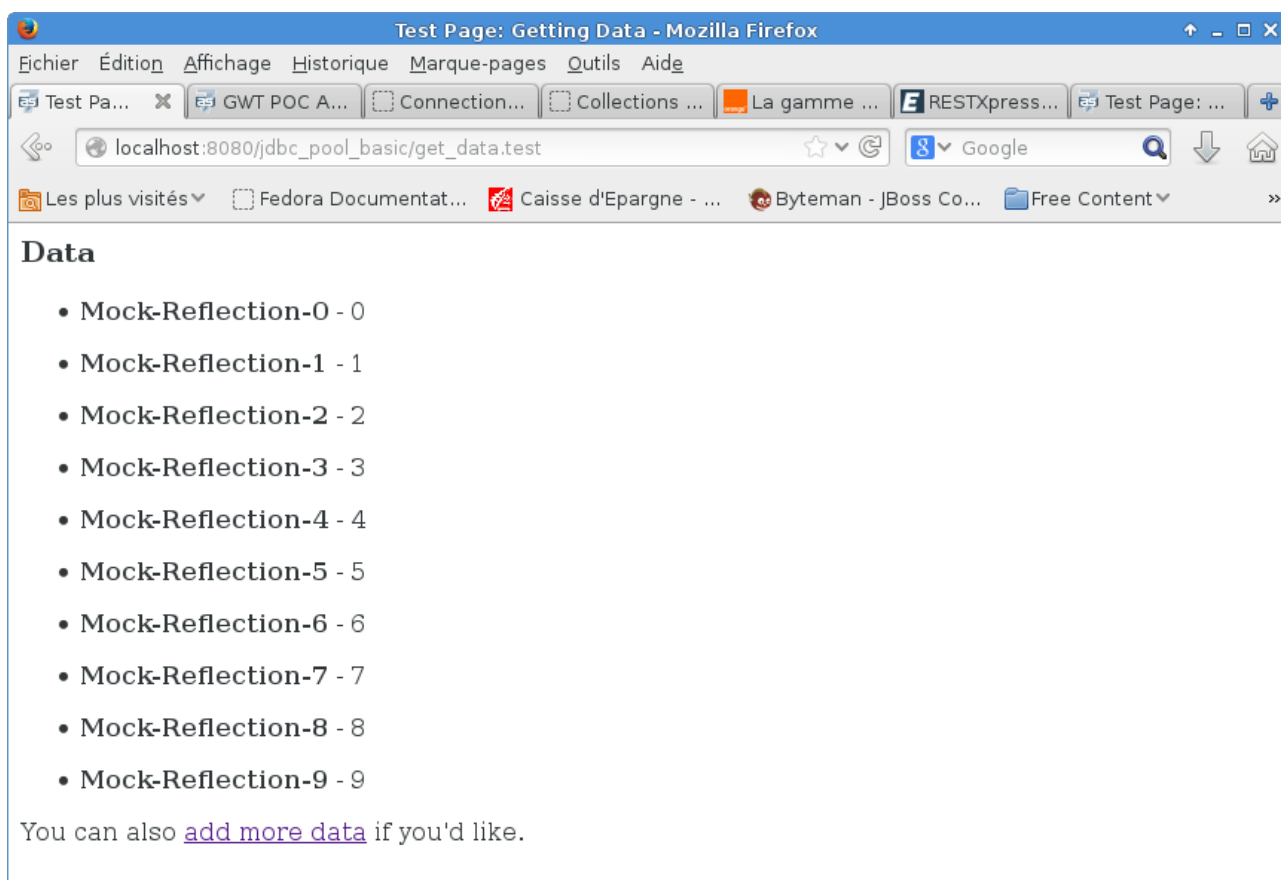 Test Page: Getting Data - Mozilla Firefox
Fichier Édition Affichage Historique Marque-pages Outils Aide
Test Pa... GWT POC A... Connection... Collections ... La gamme ... RESTXpress... Test Page: ...
localhost:8080/jdbc_pool_basic/get_data.test Google
Les plus visités Fedora Documentat... Caisse d'Epargne - ... Byteman - JBoss Co... Free Content »
Data
• Mock-Reflection-0 - 0
• Mock-Reflection-1 - 1
• Mock-Reflection-2 - 2
• Mock-Reflection-3 - 3
• Mock-Reflection-4 - 4
• Mock-Reflection-5 - 5
• Mock-Reflection-6 - 6
• Mock-Reflection-7 - 7
• Mock-Reflection-8 - 8
• Mock-Reflection-9 - 9
You can also add more data if you'd like.